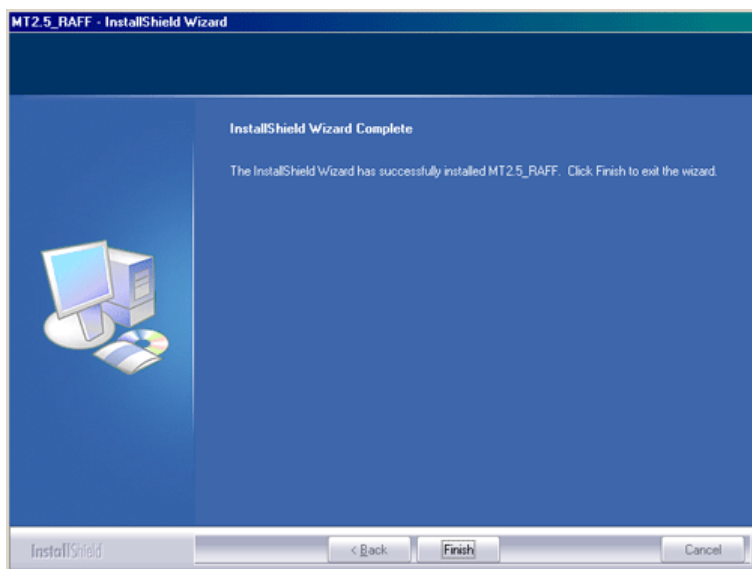 MT2.5_RAFF - InstallShield Wizard
InstallShield Wizard Complete
The InstallShield Wizard has successfully installed MT2.5_RAFF. Click Finish to exit the wizard.
InstallShield
< Back
Finish
Cancel